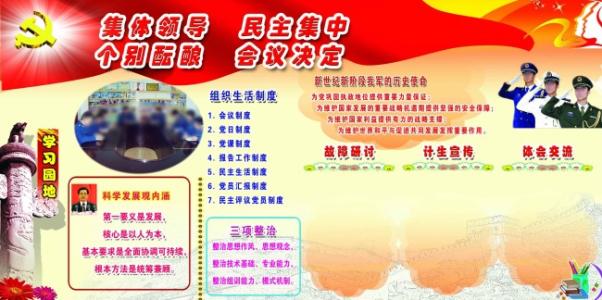 集体领导 民主集中
个别酝酿 会议决定
学习园地
组织生活制度
1. 会议制度
2. 党日制度
3. 党课制度
4. 报告工作制度
5. 民主生活制度
6. 党员汇报制度
7. 民主评议党员制度
新世纪新阶段我军的历史使命
为党巩固执政地位提供重要力量保证；
为维护国家发展的重要战略机遇期提供坚强的安全保障；
为维护国家利益提供有力的战略支撑；
为维护世界和平与促进共同发展发挥重要作用。
故障研讨 计生宣传 体会交流
科学发展观内涵
第一要义是发展，
核心是以人为本，
基本要求是全面协调可持续，
根本方法是统筹兼顾。
三项整治
整治思想作风、思想观念、
整治技术基础、专业能力、
整治组训能力、模式机制。